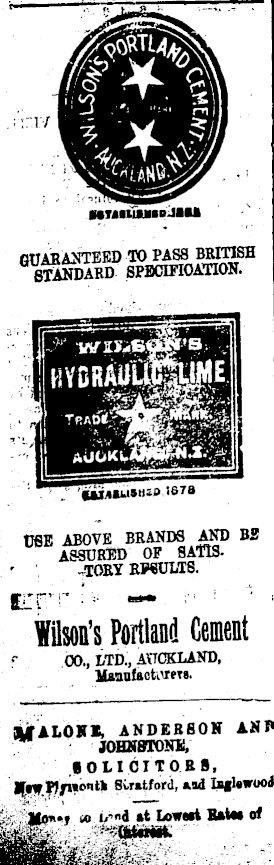 WILSON'S PORTLAND CEMENT.
AUCKLAND, N.Z.
ESTABLISHED
GUARANTEED TO PASS BRITISH
STANDARD SPECIFICATION.
WILSON'S
HYDRAULIC LIME
TRADE MARK
AUCKLAND, N.Z.
ESTABLISHED 1878
USE ABOVE BRANDS AND BE
ASSURED OF SATIS-
TORY RESULTS.
Wilson's Portland Cement
CO., LTD., AUCKLAND,
Manufacturers.
MALONE, ANDERSON AND
JOHNSTONE,
SOLICITORS,
New Plymouth Stratford, and Inglewood
Money to Lend at Lowest Rates of
Interest.